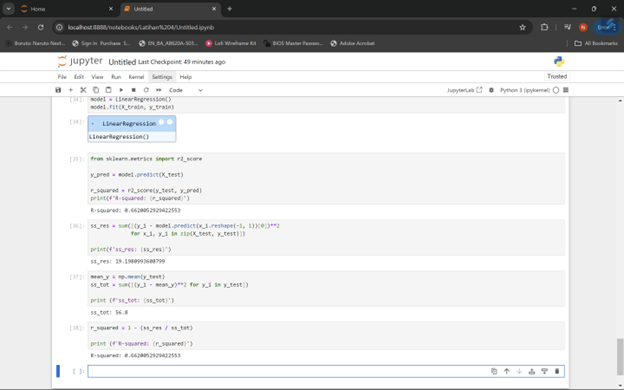 Home
Untitled
localhost:8888/notebooks/Latihan%204/Untitled.ipynb
Boruto: Naruto Next...
Sign in
Purchase S...
EN_B4_AB620A-S01...
Lofi Wireframe Kit
BIOS Master Passwo...
Adobe Acrobat
All Bookmarks
jupyter Untitled Last Checkpoint: 49 minutes ago
File Edit View Run Kernel Settings Help
Trusted
Code
JupyterLab
Python 3 (ipykernel)
[34]: model = LinearRegression()
model.fit(X_train, y_train)
[34]: LinearRegression
LinearRegression()
[35]: from sklearn.metrics import r2_score
y_pred = model.predict(X_test)
r_squared = r2_score(y_test, y_pred)
print(f'R-squared: {r_squared}')
R-squared: 0.6620052929422553
[36]: ss_res = sum([(y_i - model.predict(x_i.reshape(-1, 1))[0])**2
for x_i, y_i in zip(X_test, y_test)])
print(f'ss_res: {ss_res}')
ss_res: 19.1980993608799
[37]: mean_y = np.mean(y_test)
ss_tot = sum([(y_i - mean_y)**2 for y_i in y_test])
print (f'ss_tot: {ss_tot}')
ss_tot: 56.8
[38]: r_squared = 1 - (ss_res / ss_tot)
print (f'R-squared: {r_squared}')
R-squared: 0.6620052929422553
[ ]: